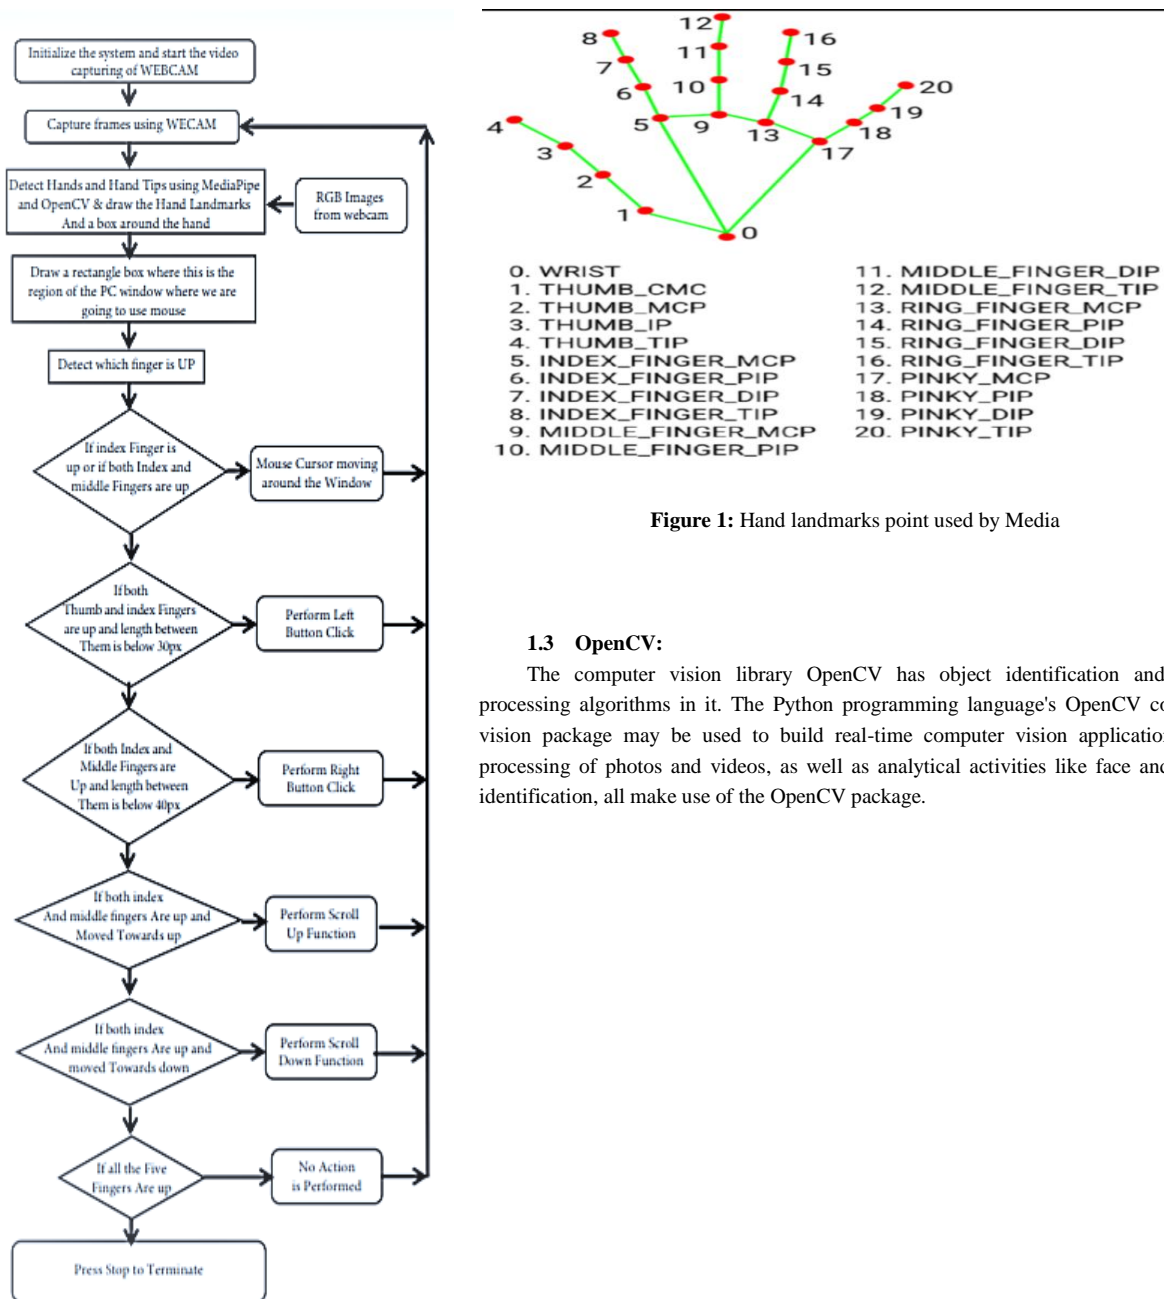 Initialize the system and start the video
capturing of WEBCAM
Capture frames using WECAM
Detect Hands and Hand Tips using MediaPipe
and OpenCV & draw the Hand Landmarks
And a box around the hand
RGB Images
from webcam
Draw a rectangle box where this is the
region of the PC window where we are
going to use mouse
Detect which finger is UP
If index Finger is
up or if both Index and
middle Fingers are up
Mouse Cursor moving
around the Window
If both
Thumb and index Fingers
are up and length between
Them is below 30px
Perform Left
Button Click
If both Index and
Middle Fingers are
Up and length between
Them is below 40px
Perform Right
Button Click
If both index
And middle fingers Are up and
Moved Towards up
Perform Scroll
Up Function
If both index
And middle fingers Are up and
moved Towards down
Perform Scroll
Down Function
If all the Five
Fingers Are up
No Action
is Performed
Press Stop to Terminate
12
8
16
11
7
15
10
6
20
14
19
5
9
4
13
18
3
17
2
1
0
0. WRIST
1. THUMB_CMC
2. THUMB_MCP
3. THUMB_IP
4. THUMB_TIP
5. INDEX_FINGER_MCP
6. INDEX_FINGER_PIP
7. INDEX_FINGER_DIP
8. INDEX_FINGER_TIP
9. MIDDLE_FINGER_MCP
10. MIDDLE_FINGER_PIP
11. MIDDLE_FINGER_DIP
12. MIDDLE_FINGER_TIP
13. RING_FINGER_MCP
14. RING_FINGER_PIP
15. RING_FINGER_DIP
16. RING_FINGER_TIP
17. PINKY_MCP
18. PINKY_PIP
19. PINKY_DIP
20. PINKY_TIP
Figure 1: Hand landmarks point used by Media
1.3 OpenCV:
The computer vision library OpenCV has object identification and
processing algorithms in it. The Python programming language's OpenCV co
vision package may be used to build real-time computer vision application
processing of photos and videos, as well as analytical activities like face and
identification, all make use of the OpenCV package.